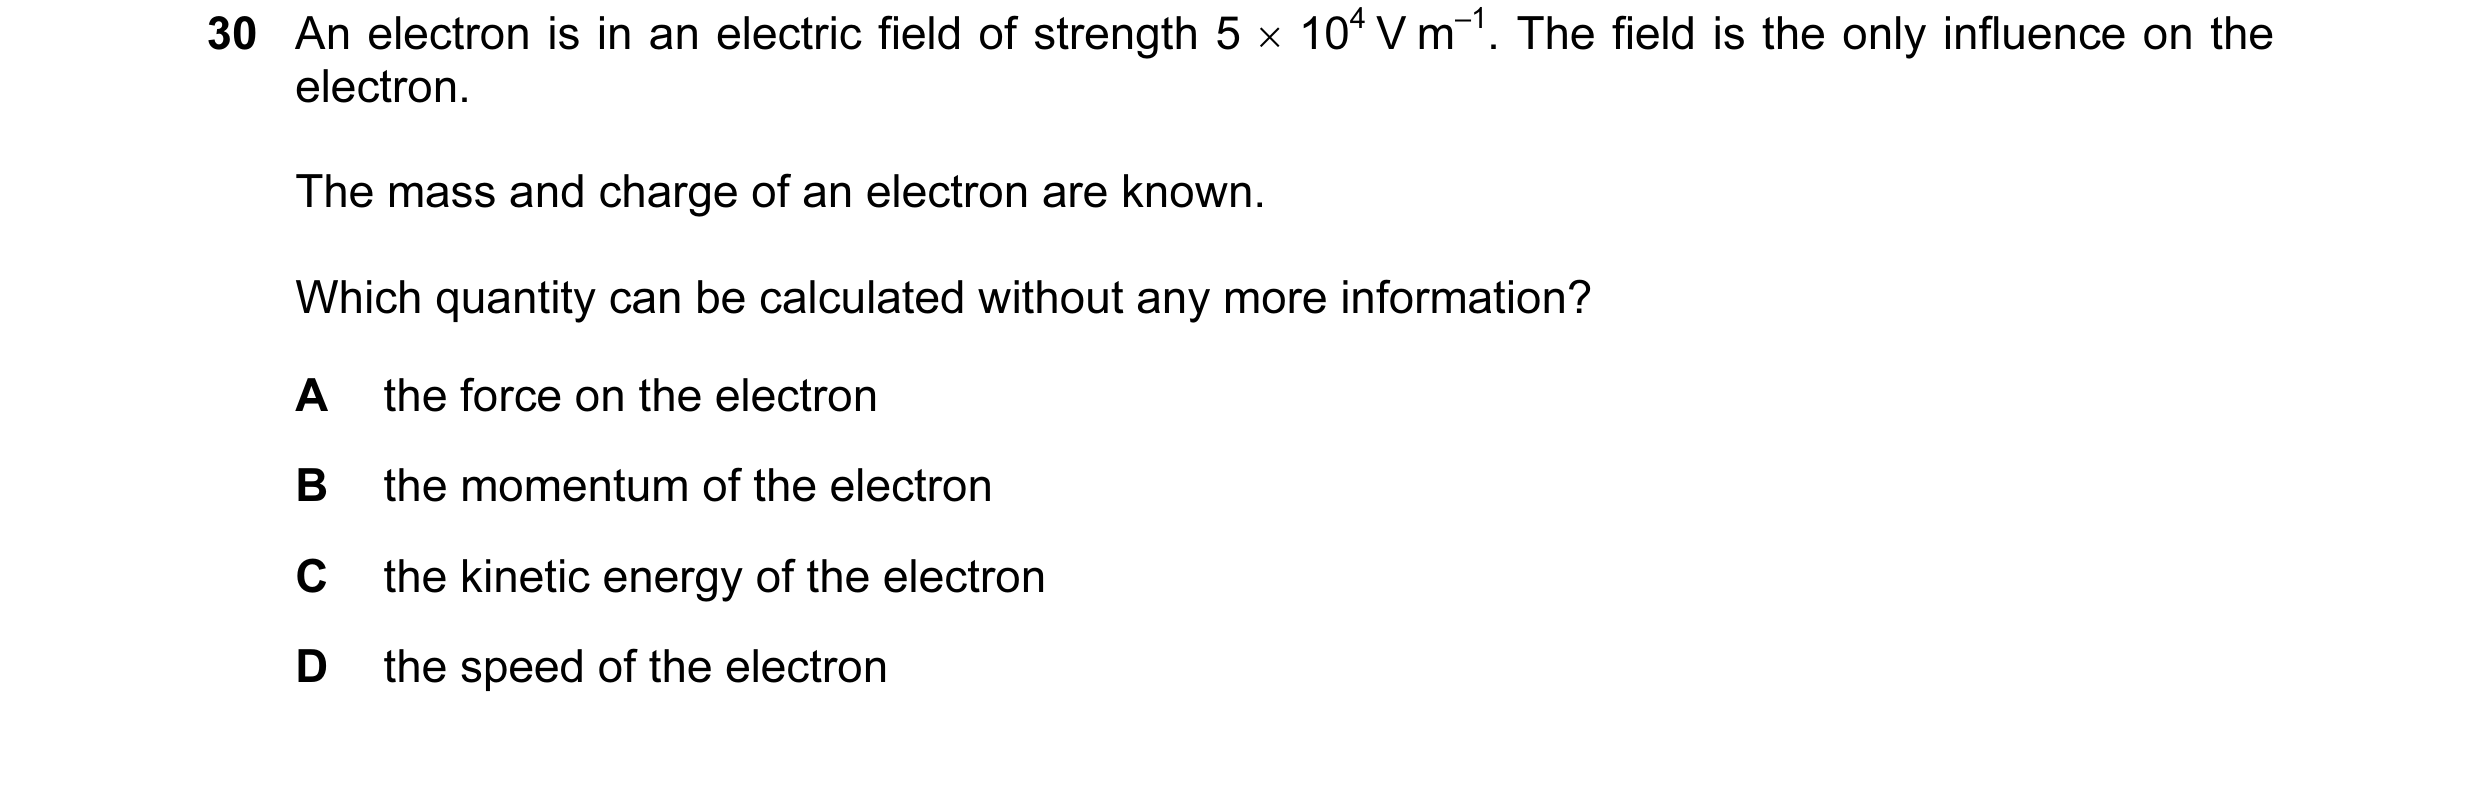 30 An electron is in an electric field of strength 5 × 10⁴ V m⁻¹. The field is the only influence on the
electron.
The mass and charge of an electron are known.
Which quantity can be calculated without any more information?
A the force on the electron
B the momentum of the electron
C the kinetic energy of the electron
D the speed of the electron